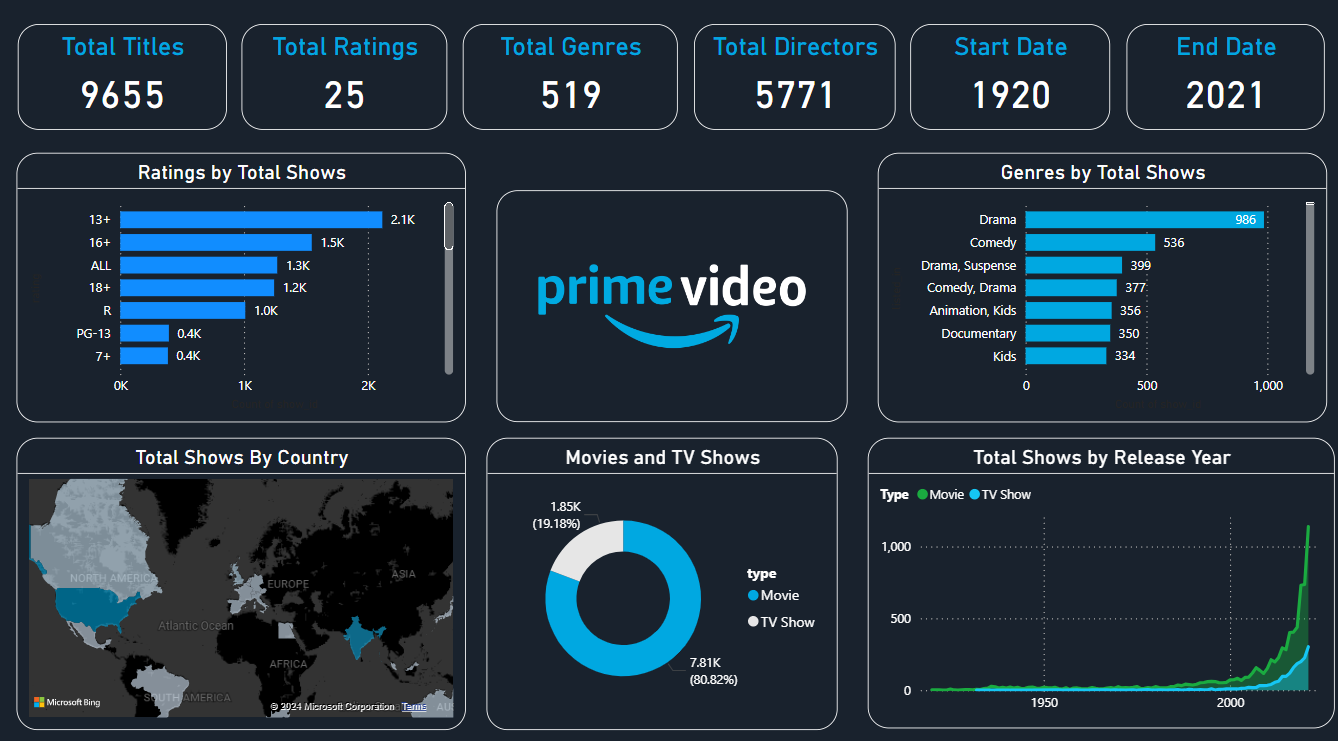 Total Titles
9655
Total Ratings
25
Total Genres
519
Total Directors
5771
Start Date
1920
End Date
2021
Ratings by Total Shows
13+ 2.1K
16+ 1.5K
ALL 1.3K
18+ 1.2K
R 1.0K
PG-13 0.4K
7+ 0.4K
0K 1K 2K
prime video
Genres by Total Shows
Drama 986
Comedy 536
Drama, Suspense 399
Comedy, Drama 377
Animation, Kids 356
Documentary 350
Kids 334
0 500 1,000
Total Shows By Country
NORTH AMERICA
EUROPE
ASIA
Atlantic Ocean
AFRICA
SOUTH AMERICA
AUS
Microsoft Bing
© 2024 Microsoft Corporation Terms
Movies and TV Shows
1.85K
(19.18%)
type
Movie
TV Show
7.81K
(80.82%)
Total Shows by Release Year
Type Movie TV Show
1,000
500
0
1950 2000